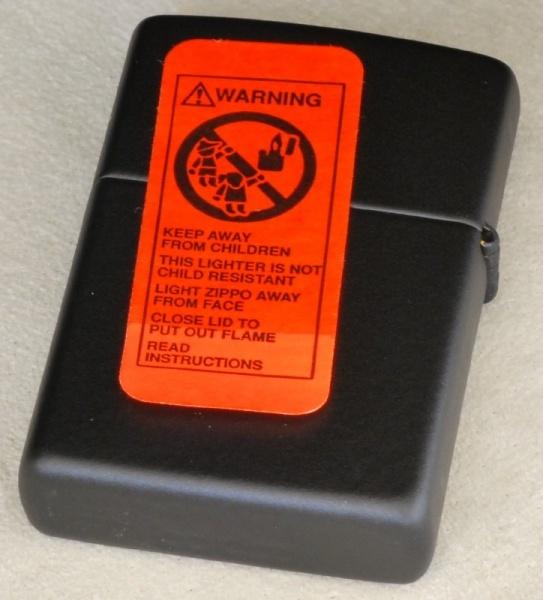 WARNING
KEEP AWAY
FROM CHILDREN
THIS LIGHTER IS NOT
CHILD RESISTANT
LIGHT ZIPPO AWAY
FROM FACE
CLOSE LID TO
PUT OUT FLAME
READ
INSTRUCTIONS